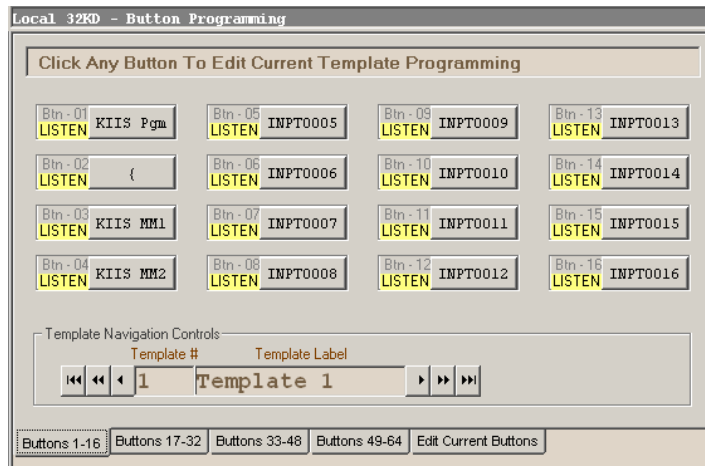 Local 32KD - Button Programming
Click Any Button To Edit Current Template Programming
Btn - 01 LISTEN KIIS Pgm
Btn - 05 LISTEN INPT0005
Btn - 09 LISTEN INPT0009
Btn - 13 LISTEN INPT0013
Btn - 02 LISTEN {
Btn - 06 LISTEN INPT0006
Btn - 10 LISTEN INPT0010
Btn - 14 LISTEN INPT0014
Btn - 03 LISTEN KIIS MM1
Btn - 07 LISTEN INPT0007
Btn - 11 LISTEN INPT0011
Btn - 15 LISTEN INPT0015
Btn - 04 LISTEN KIIS MM2
Btn - 08 LISTEN INPT0008
Btn - 12 LISTEN INPT0012
Btn - 16 LISTEN INPT0016
Template Navigation Controls
Template # Template Label
1 Template 1
Buttons 1-16 Buttons 17-32 Buttons 33-48 Buttons 49-64 Edit Current Buttons